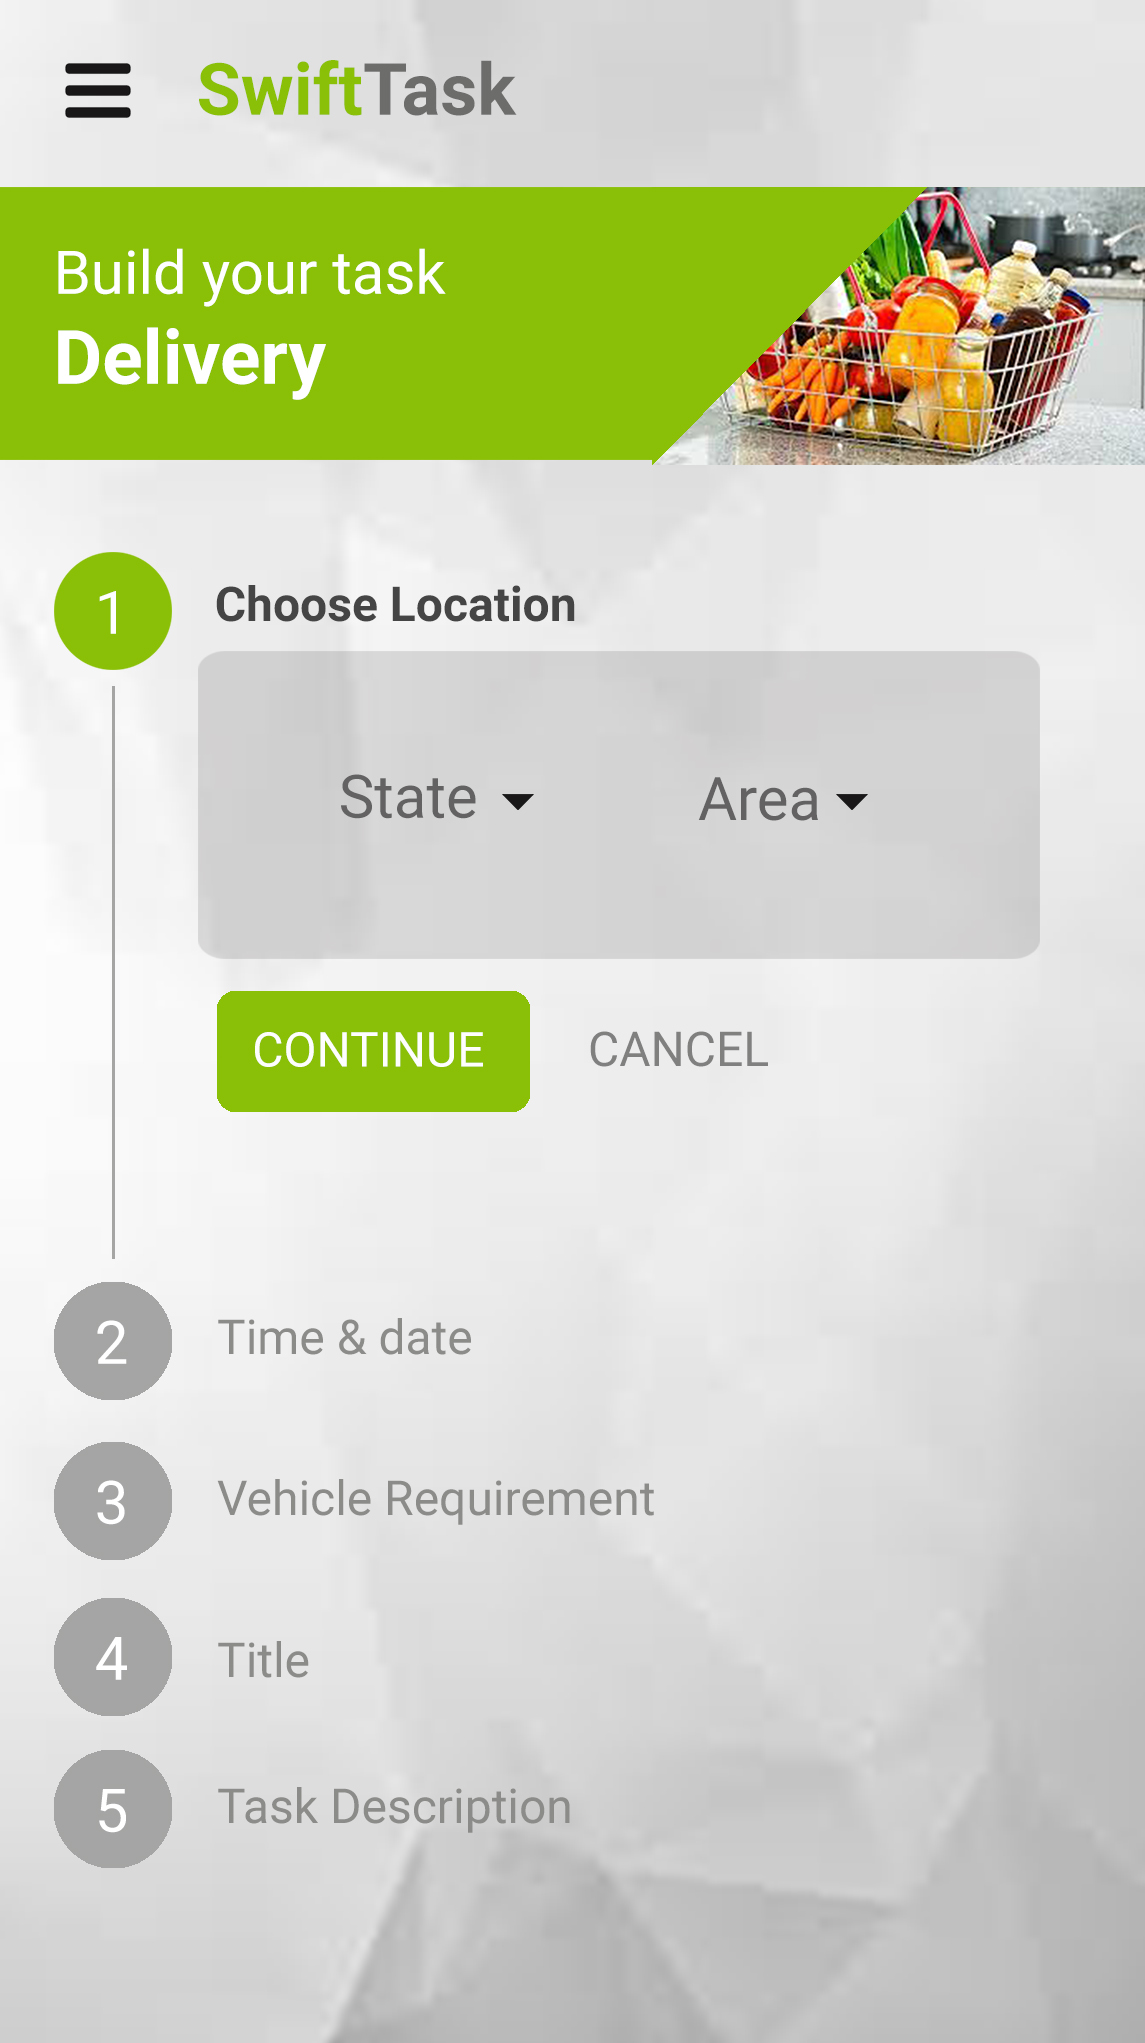 SwiftTask
Build your task
Delivery
1 Choose Location
State Area
CONTINUE CANCEL
2 Time & date
3 Vehicle Requirement
4 Title
5 Task Description